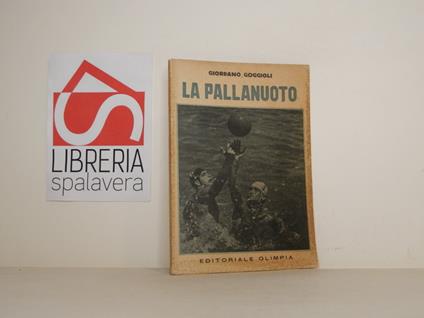 LIBRERIA
spalavera
GIORDANO GOGGIOLI
LA PALLANUOTO
EDITORIALE OLIMPIA